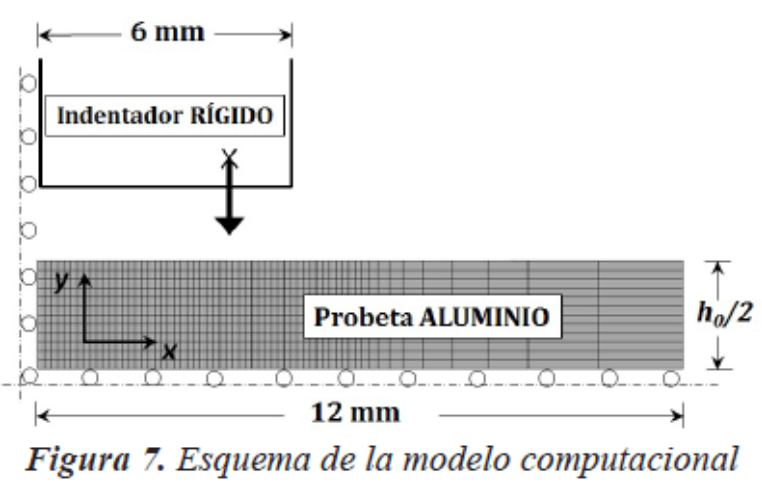 6 mm
Indentador RÍGIDO
y
Probeta ALUMINIO
h₀/2
x
12 mm
Figura 7. Esquema de la modelo computacional